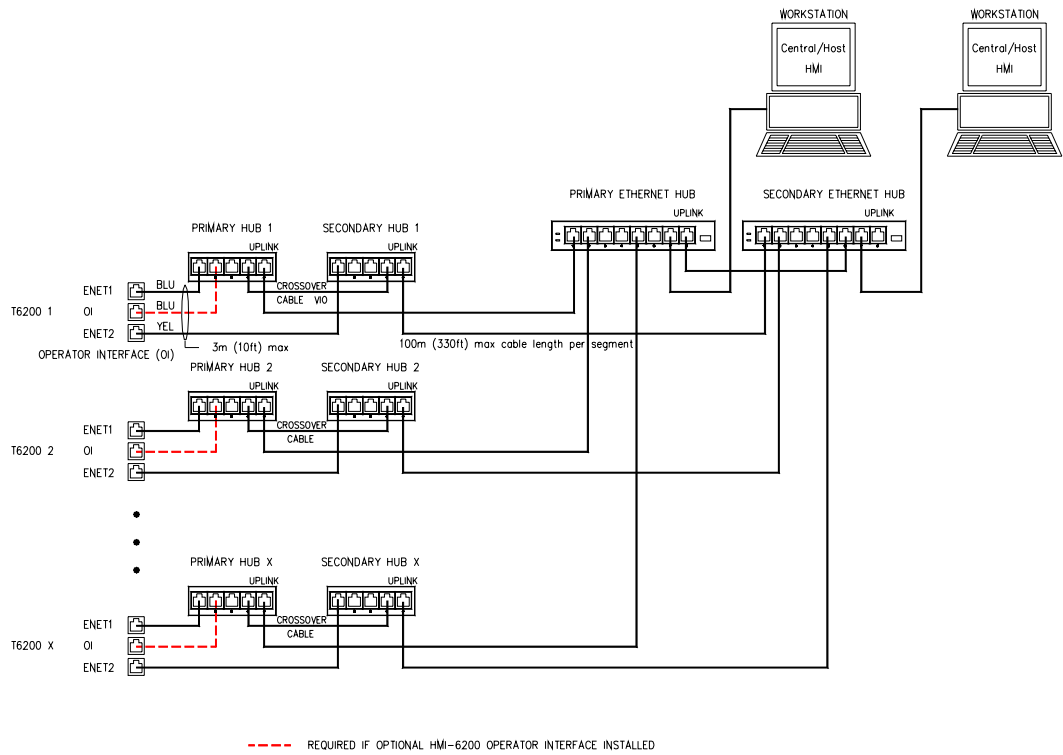 WORKSTATION
WORKSTATION
Central/Host
HMI
Central/Host
HMI
PRIMARY ETHERNET HUB
SECONDARY ETHERNET HUB
UPLINK
UPLINK
PRIMARY HUB 1
SECONDARY HUB 1
UPLINK
UPLINK
T6200 1
ENET1
OI
ENET2
BLU
BLU
YEL
CROSSOVER
CABLE VIO
OPERATOR INTERFACE (OI)
3m (10ft) max
100m (330ft) max cable length per segment
PRIMARY HUB 2
SECONDARY HUB 2
UPLINK
UPLINK
T6200 2
ENET1
OI
ENET2
CROSSOVER
CABLE
PRIMARY HUB X
SECONDARY HUB X
UPLINK
UPLINK
T6200 X
ENET1
OI
ENET2
CROSSOVER
CABLE
REQUIRED IF OPTIONAL HMI-6200 OPERATOR INTERFACE INSTALLED